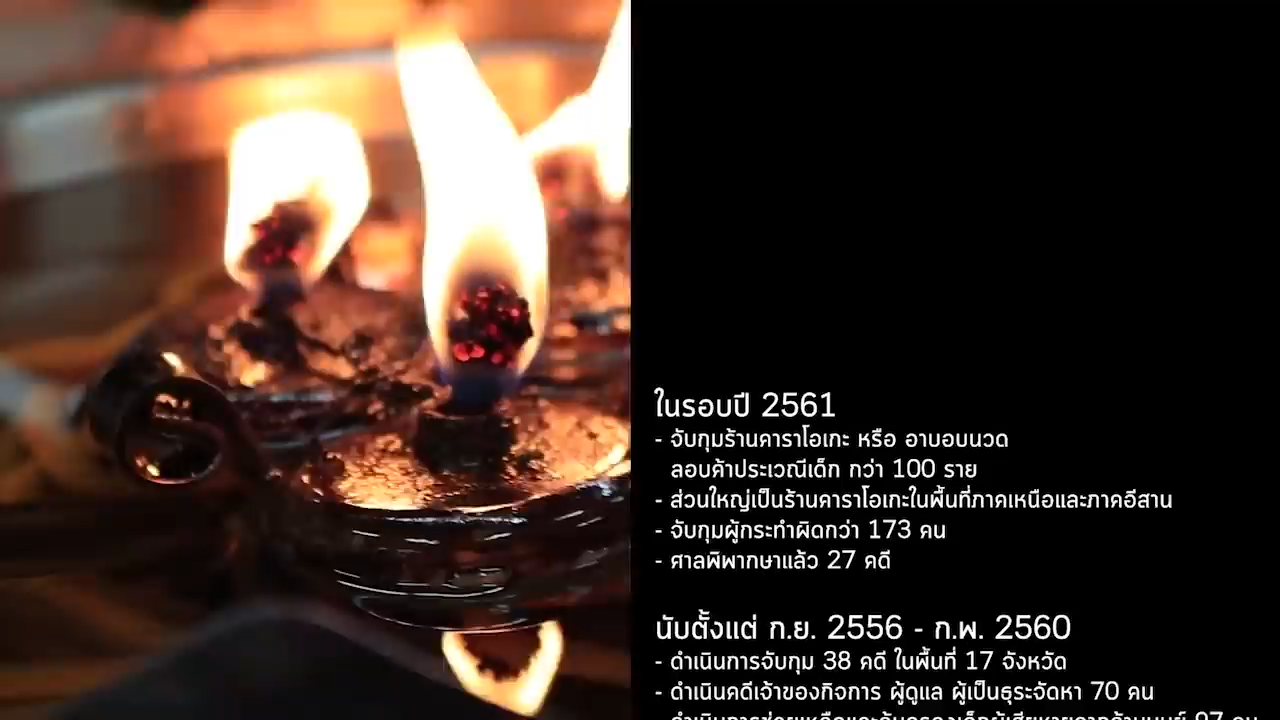 ในรอบปี 2561
- จับกุมร้านคาราโอเกะ หรือ อาบอบนวด
ลอบค้าประเวณีเด็ก กว่า 100 ราย
- ส่วนใหญ่เป็นร้านคาราโอเกะในพื้นที่ภาคเหนือและภาคอีสาน
- จับกุมผู้กระทำผิดกว่า 173 คน
- ศาลพิพากษาแล้ว 27 คดี
นับตั้งแต่ ก.ย. 2556 - ก.พ. 2560
- ดำเนินการจับกุม 38 คดี ในพื้นที่ 17 จังหวัด
- ดำเนินคดีเจ้าของกิจการ ผู้ดูแล ผู้เป็นธุระจัดหา 70 คน